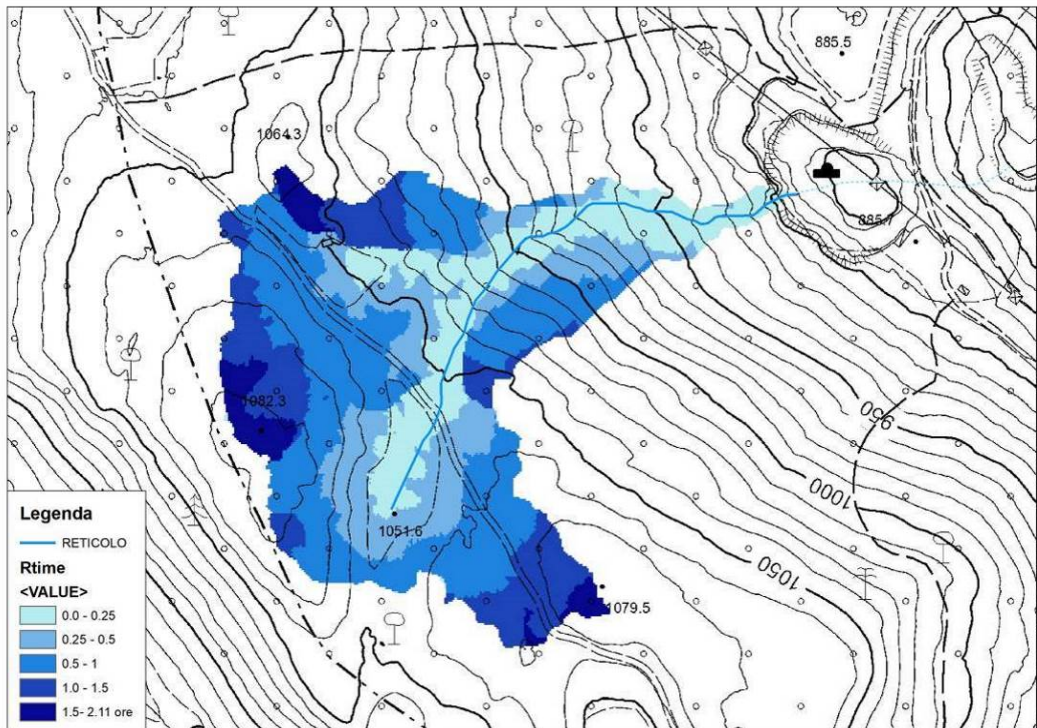 885.5
1064.3
885.7
1082.3
950
1000
1051.6
1050
1079.5
Legenda
RETICOLO
Rtime
<VALUE>
0.0 - 0.25
0.25 - 0.5
0.5 - 1
1.0 - 1.5
1.5- 2.11 ore